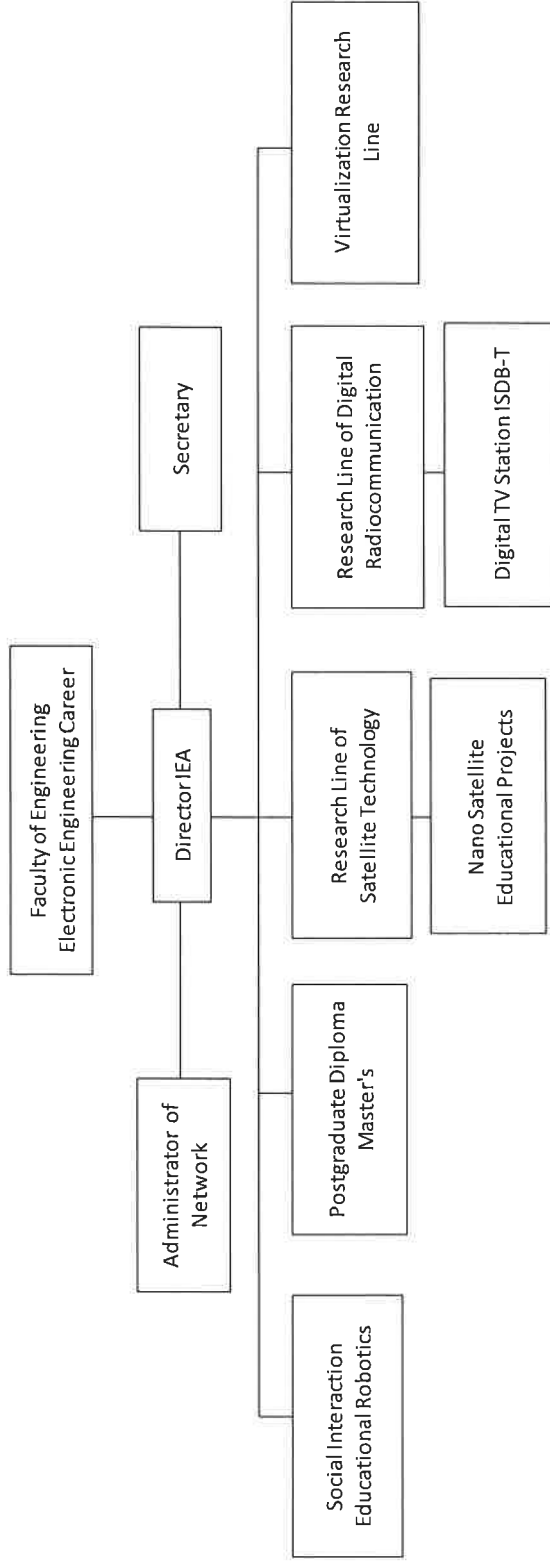 Faculty of Engineering
Electronic Engineering Career
Administrator of
Network
Director IEA
Secretary
Social Interaction
Educational Robotics
Postgraduate Diploma
Master's
Research Line of
Satellite Technology
Research Line of Digital
Radiocommunication
Virtualization Research
Line
Nano Satellite
Educational Projects
Digital TV Station ISDB-T